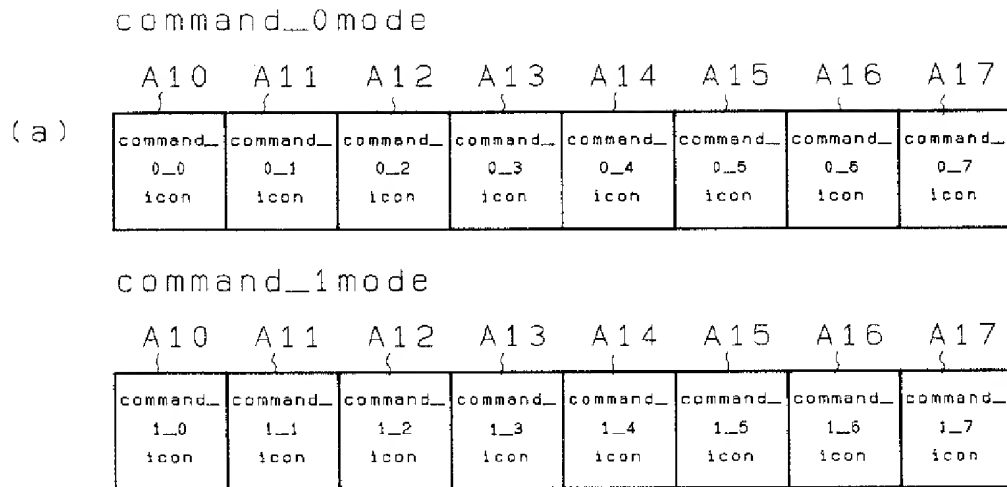 command_0mode
A10 A11 A12 A13 A14 A15 A16 A17
(a)
command_ command_ command_ command_ command_ command_ command_ command_
0_0 0_1 0_2 0_3 0_4 0_5 0_6 0_7
icon icon icon icon icon icon icon icon
command_1mode
A10 A11 A12 A13 A14 A15 A16 A17
command_ command_ command_ command_ command_ command_ command_ command_
1_0 1_1 1_2 1_3 1_4 1_5 1_6 1_7
icon icon icon icon icon icon icon icon